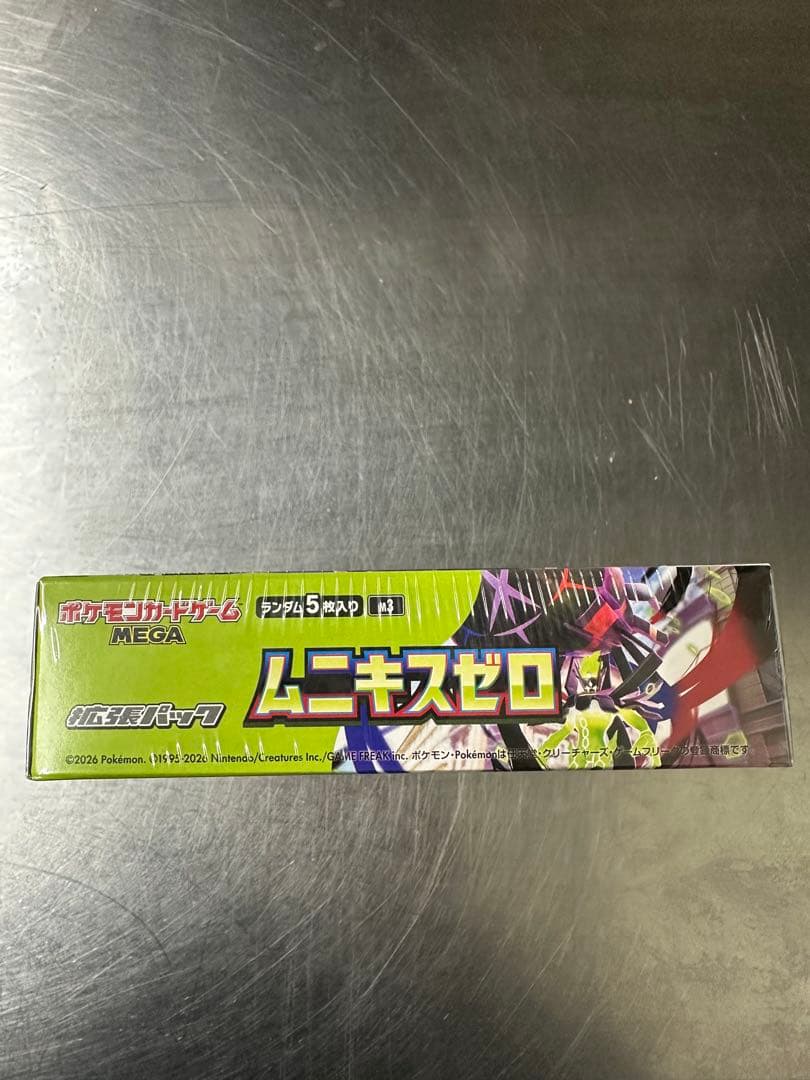 ポケモンカードゲーム
MEGA
ランダム5枚入り M3
拡張パック
ムニキスゼロ
©2026 Pokémon. ©1995-2026 Nintendo/Creatures Inc./GAME FREAK inc. ポケモン・Pokémonは任天堂・クリーチャーズ・ゲームフリークの登録商標です。